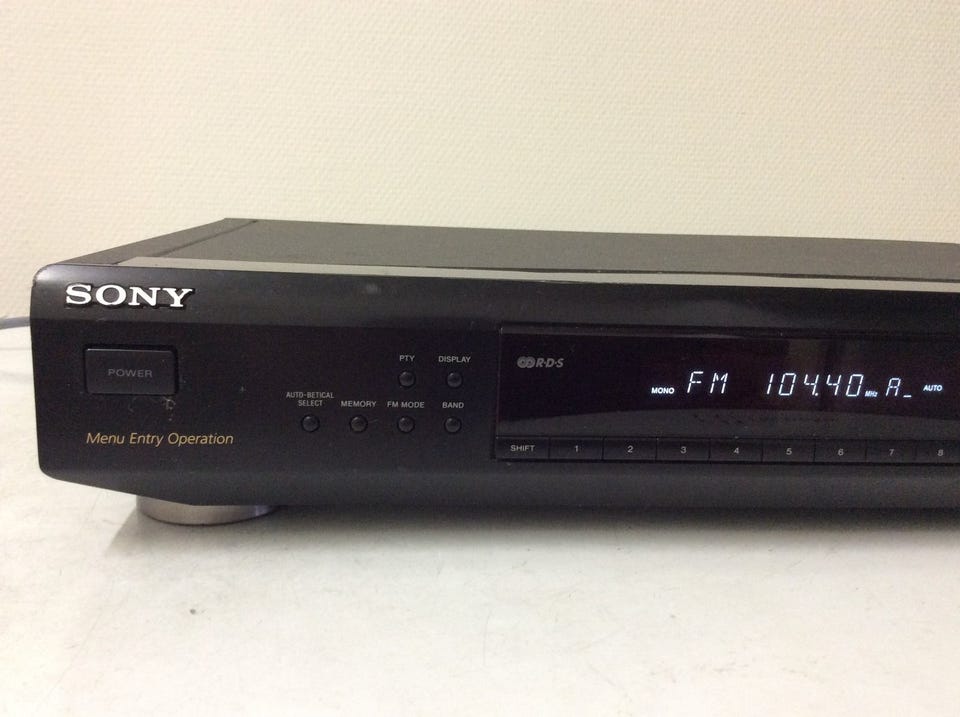 SONY
POWER
Menu Entry Operation
PTY DISPLAY
AUTO-BETICAL
SELECT MEMORY FM MODE BAND
R·D·S
MONO FM 104.40 MHz A_ AUTO
SHIFT 1 2 3 4 5 6 7 8